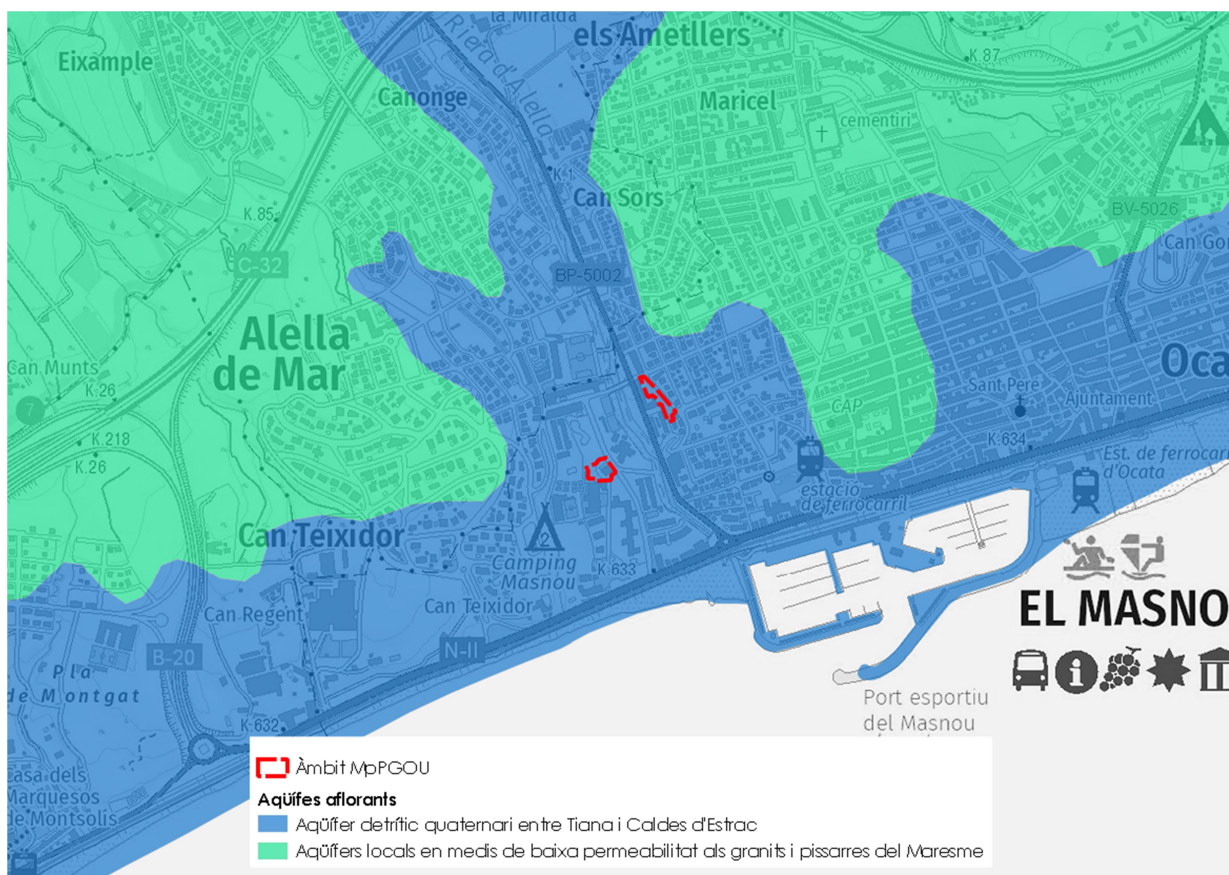 la Miralda
els Ametllers
Eixample
K.87
Riera d'Alella
Canonge
Maricel
cementiri
K.1
Can Sors
K.85
BV-5026
Can Gou
C-32
BP-5002
Alella
de Mar
Oca
Can Munts
K.26
Sant Pere
Ajuntament
CAP
7
K.218
K.634
K.26
Est. de ferrocarri
d'Ocata
estació
de ferrocarril
Can Teixidor
2
Camping
Masnou
K.633
Can Teixidor
Can Regent
EL MASNO
N-II
B-20
Pla
de Montgat
Port esportiu
del Masnou
K.632
Casa dels
Marquesos
de Montsolís
Àmbit MpPGOU
Aqüífes aflorants
Aqüífer detrític quaternari entre Tiana i Caldes d'Estrac
Aqüífers locals en medis de baixa permeabilitat als granits i pissarres del Maresme